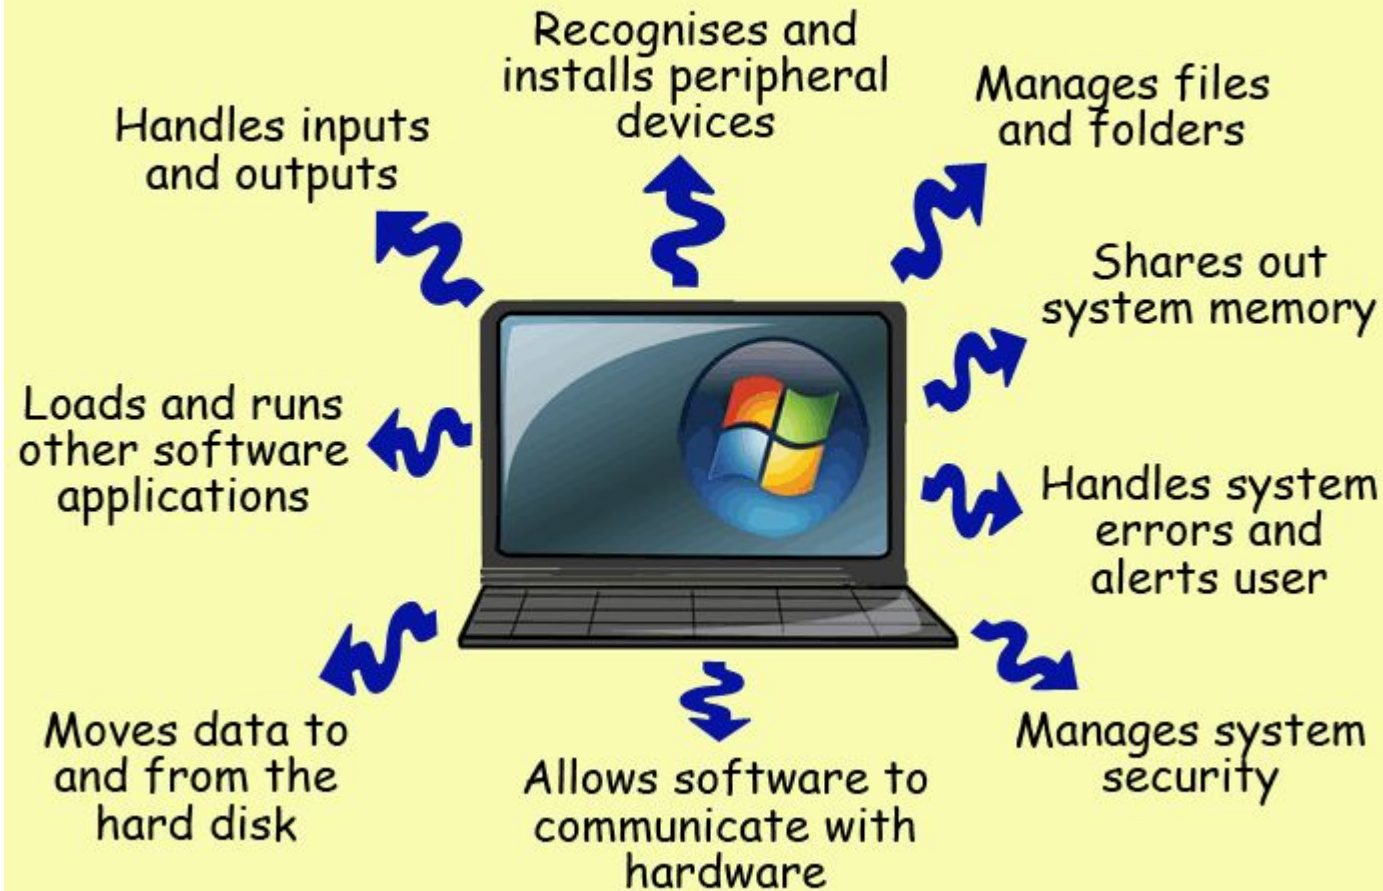 Recognises and
installs peripheral
devices
Manages files
and folders
Shares out
system memory
Handles system
errors and
alerts user
Manages system
security
Allows software to
communicate with
hardware
Moves data to
and from the
hard disk
Loads and runs
other software
applications
Handles inputs
and outputs